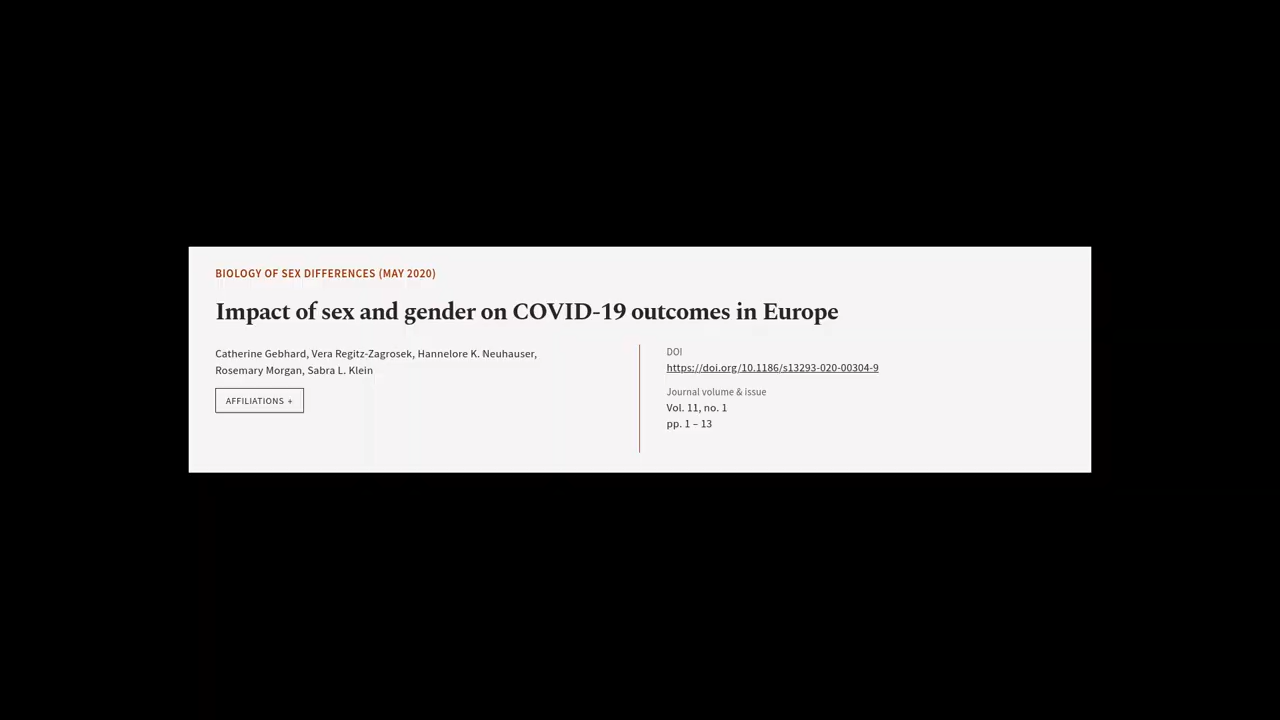 BIOLOGY OF SEX DIFFERENCES (MAY 2020)
Impact of sex and gender on COVID-19 outcomes in Europe
Catherine Gebhard, Vera Regitz-Zagrosek, Hannelore K. Neuhauser,
Rosemary Morgan, Sabra L. Klein
AFFILIATIONS +
DOI
https://doi.org/10.1186/s13293-020-00304-9
Journal volume & issue
Vol. 11, no. 1
pp. 1 – 13